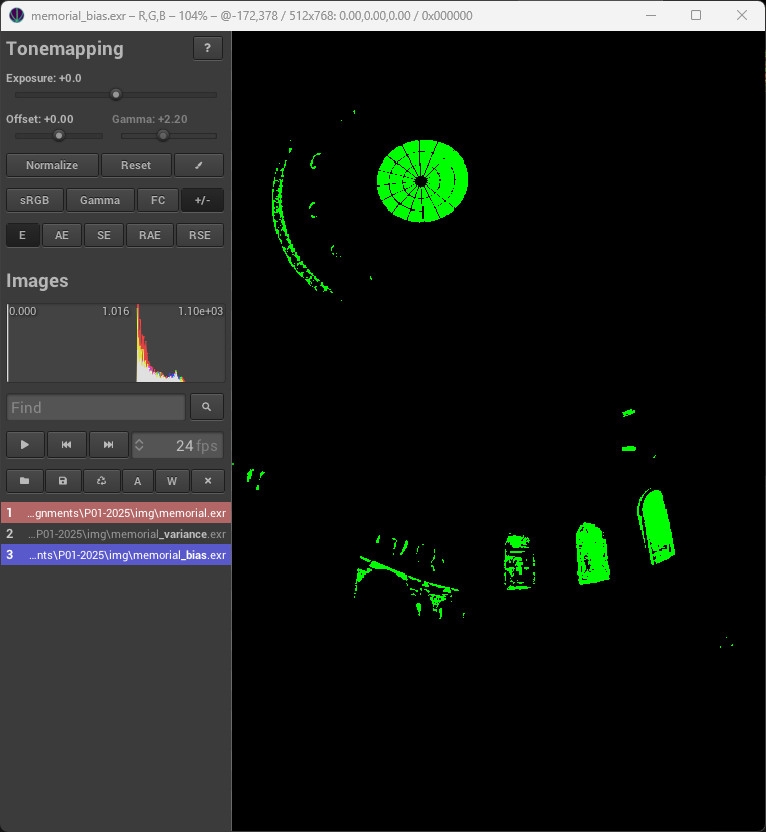 memorial_bias.exr – R,G,B – 104% – @-172,378 / 512x768: 0.00,0.00,0.00 / 0x000000
Tonemapping ?
Exposure: +0.0
Offset: +0.00 Gamma: +2.20
Normalize Reset
sRGB Gamma FC +/-
E AE SE RAE RSE
Images
0.000 1.016 1.10e+03
Find
24 fps
A W
1 ...gnments\P01-2025\img\memorial.exr
2 ...P01-2025\img\memorial_variance.exr
3 ...nts\P01-2025\img\memorial_bias.exr